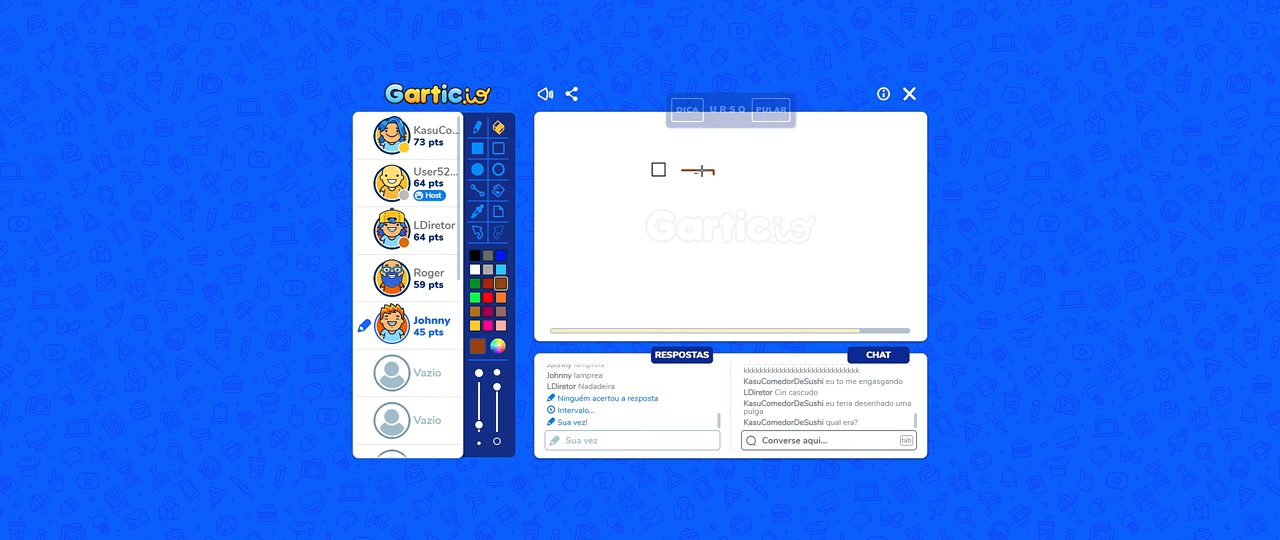 Gartic.io
DICA URSO PULAR
KasuCo...
73 pts
User52...
64 pts
Host
LDiretor
64 pts
Roger
59 pts
Johnny
45 pts
Vazio
Vazio
Gartic.io
RESPOSTAS
CHAT
Johnny lamprea
LDiretor Nadadeira
Ninguém acertou a resposta
Intervalo...
Sua vez!
Sua vez
kkkkkkkkkkkkkkkkkkkkkkkkkkkkk
KasuComedorDeSushi eu to me engasgando
LDiretor Ciri cascudo
KasuComedorDeSushi eu teria desenhado uma
pulga
KasuComedorDeSushi qual era?
Converse aqui...
tab